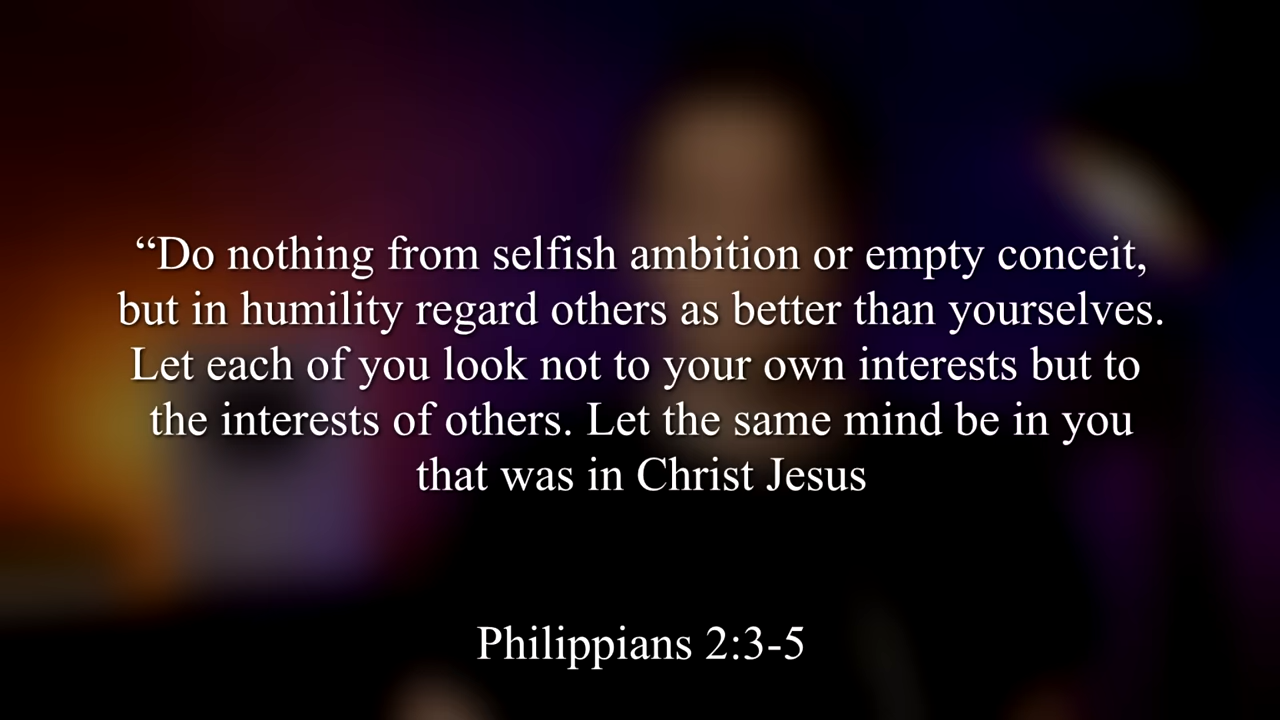 “Do nothing from selfish ambition or empty conceit,
but in humility regard others as better than yourselves.
Let each of you look not to your own interests but to
the interests of others. Let the same mind be in you
that was in Christ Jesus
Philippians 2:3-5